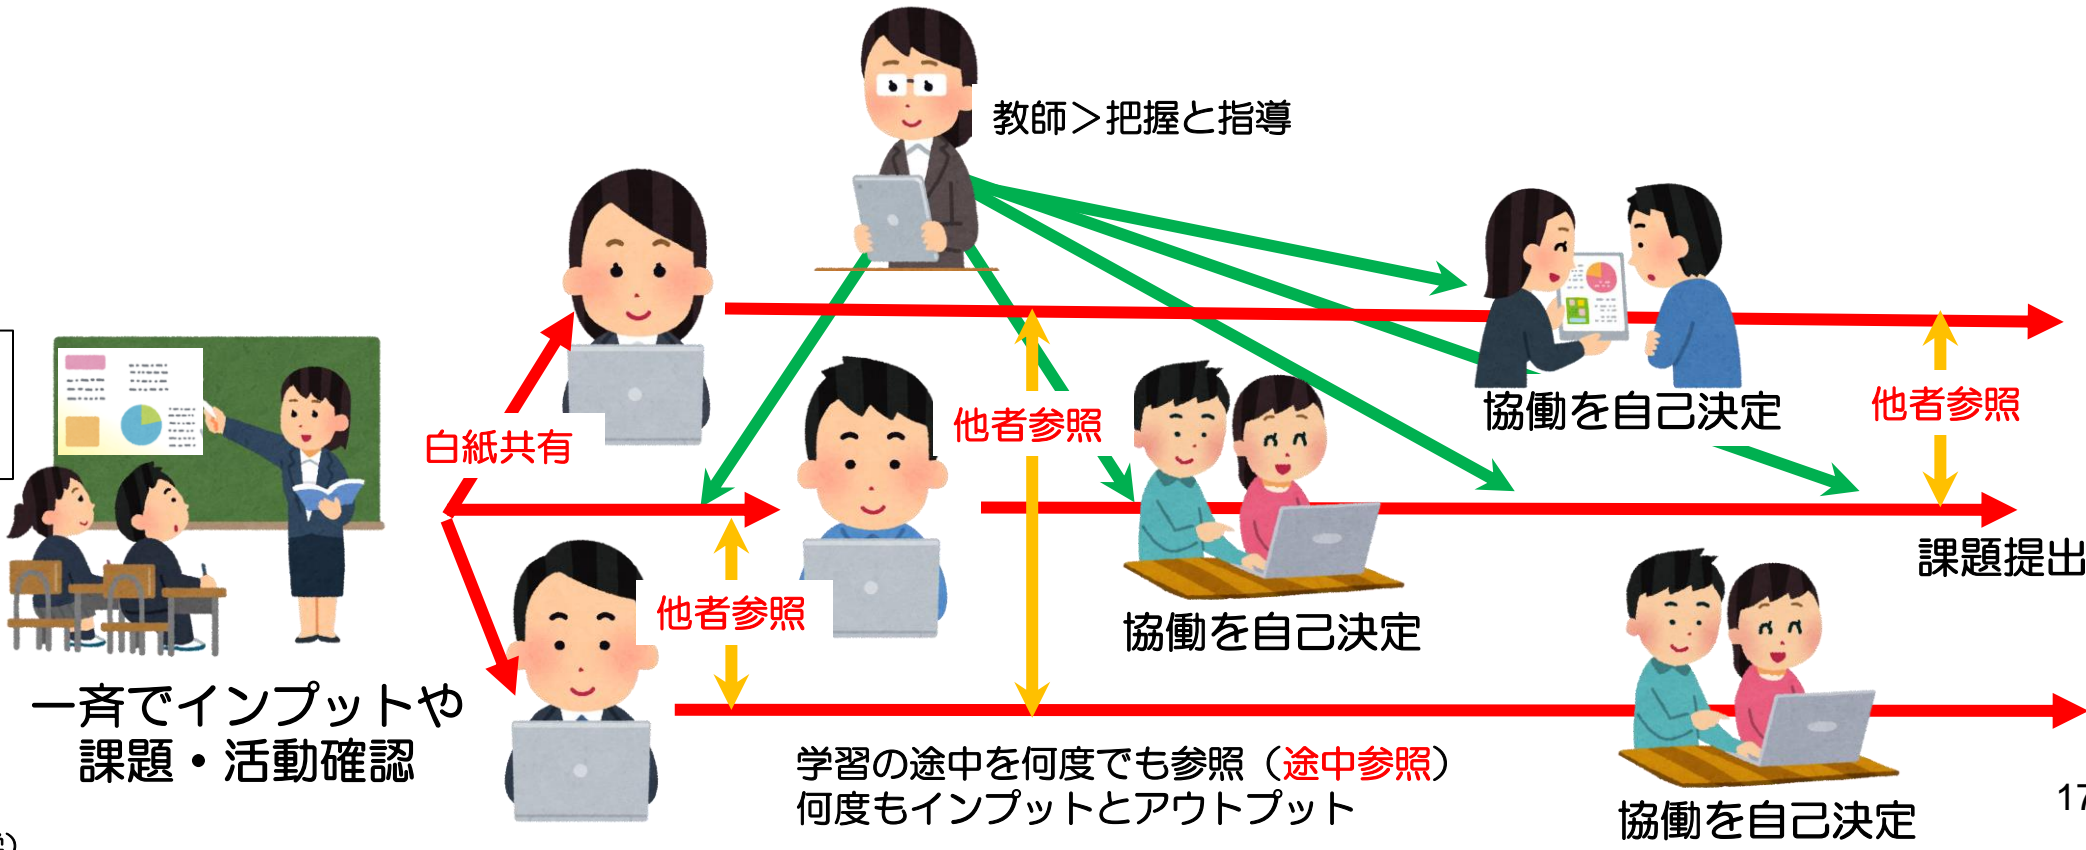 教師＞把握と指導
白紙共有
他者参照
他者参照
他者参照
協働を自己決定
協働を自己決定
協働を自己決定
課題提出
一斉でインプットや
課題・活動確認
学習の途中を何度でも参照（途中参照）
何度もインプットとアウトプット
17